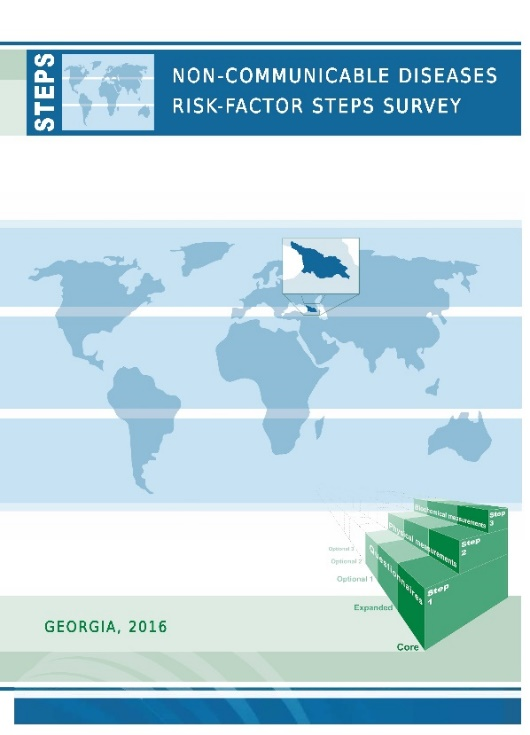 STEPS
NON-COMMUNICABLE DISEASES
RISK-FACTOR STEPS SURVEY
Biochemical measurements
Step
3
Physical measurements
Step
2
Questionnaires
Step
1
Optional 3
Optional 2
Optional 1
Expanded
Core
GEORGIA, 2016